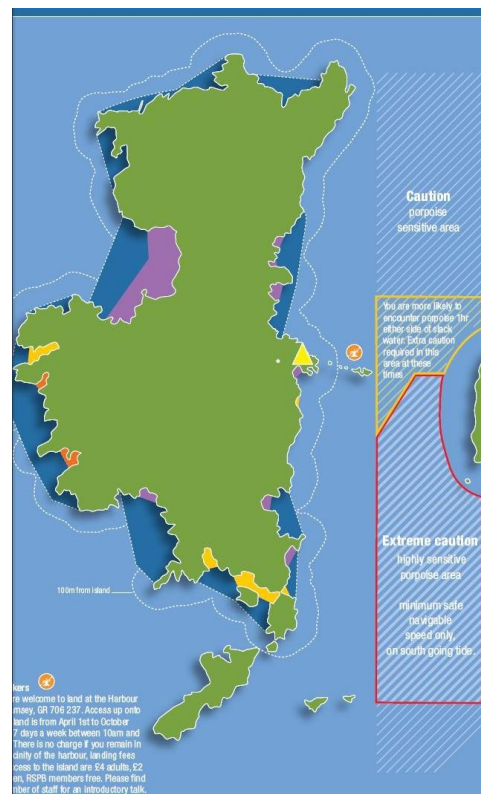 Caution
porpoise
sensitive area
You are more likely to
encounter porpoise 1hr
either side of slack
water. Extra caution
required in this
area at these
times
Extreme caution
highly sensitive
porpoise area
minimum safe
navigable
speed only,
on south going tide.
100m from island
kers
re welcome to land at the Harbour
msey, GR 706 237. Access up onto
land is from April 1st to October
7 days a week between 10am and
There is no charge if you remain in
cinity of the harbour, landing fees
cess to the island are £4 adults, £2
en, RSPB members free. Please find
mber of staff for an introductory talk.